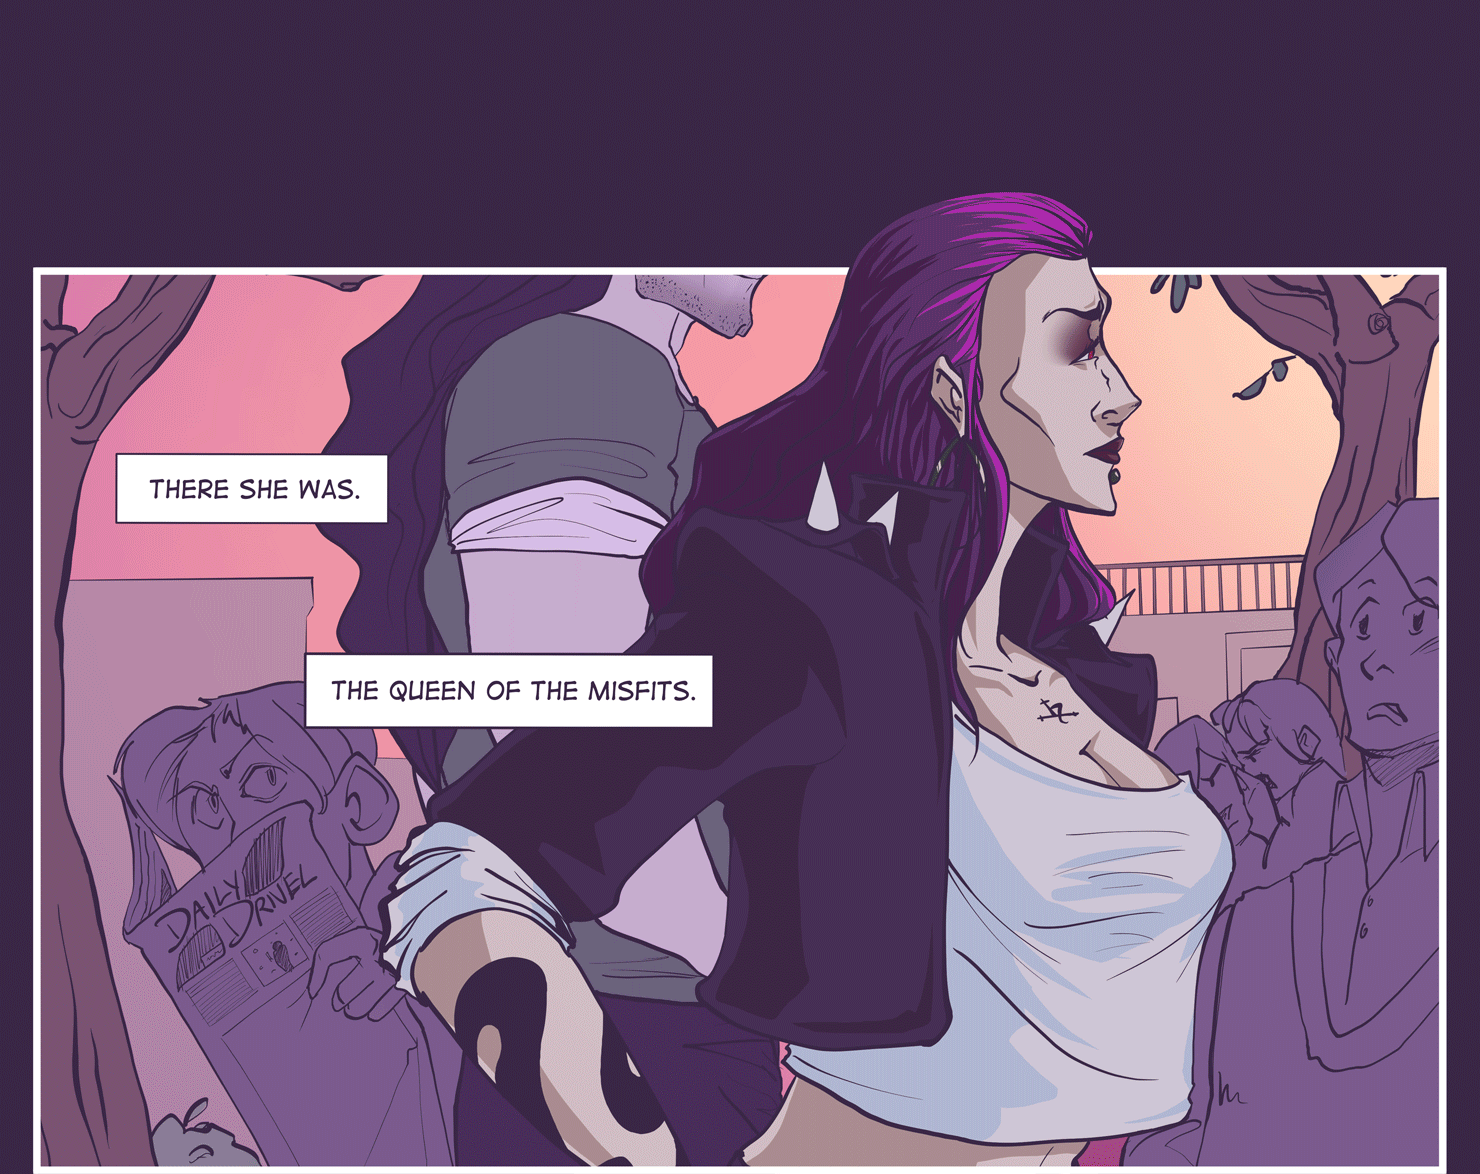 THERE SHE WAS.
THE QUEEN OF THE MISFITS.
DAILY
DRIVEL